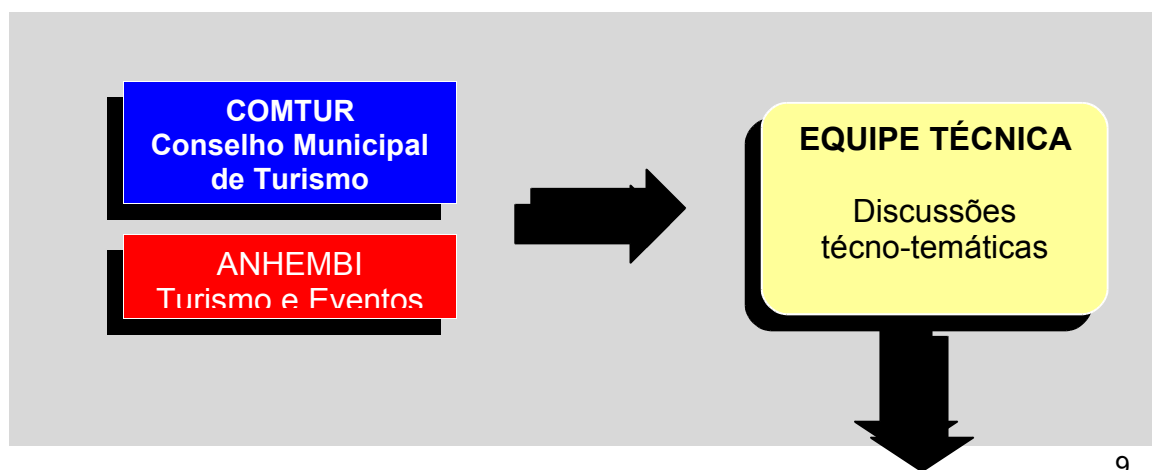 COMTUR
Conselho Municipal
de Turismo
ANHEMBI
Turismo e Eventos
EQUIPE TÉCNICA
Discussões
técno-temáticas
9